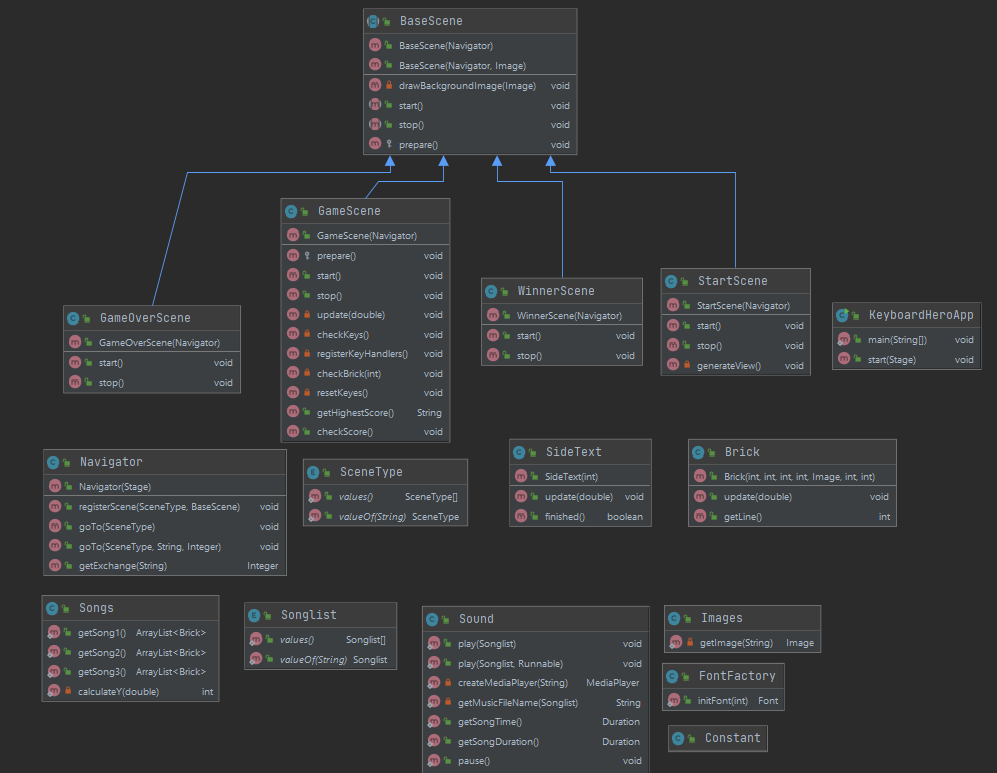 BaseScene
BaseScene(Navigator)
BaseScene(Navigator, Image)
drawBackgroundImage(Image) void
start() void
stop() void
prepare() void
GameScene
GameScene(Navigator)
prepare() void
start() void
stop() void
update(double) void
checkKeys() void
registerKeyHandlers() void
checkBrick(int) void
resetKeyes() void
getHighestScore() String
checkScore() void
WinnerScene
WinnerScene(Navigator)
start() void
stop() void
StartScene
StartScene(Navigator)
start() void
stop() void
generateView() void
GameOverScene
GameOverScene(Navigator)
start() void
stop() void
KeyboardHeroApp
main(String[]) void
start(Stage) void
Navigator
Navigator(Stage)
registerScene(SceneType, BaseScene) void
goTo(SceneType) void
goTo(SceneType, String, Integer) void
getExchange(String) Integer
SceneType
values() SceneType[]
valueOf(String) SceneType
SideText
SideText(int)
update(double) void
finished() boolean
Brick
Brick(int, int, int, int, Image, int, int)
update(double) void
getLine() int
Songs
getSong1() ArrayList<Brick>
getSong2() ArrayList<Brick>
getSong3() ArrayList<Brick>
calculateY(double) int
Songlist
values() Songlist[]
valueOf(String) Songlist
Sound
play(Songlist) void
play(Songlist, Runnable) void
createMediaPlayer(String) MediaPlayer
getMusicFileName(Songlist) String
getSongTime() Duration
getSongDuration() Duration
pause() void
Images
getImage(String) Image
FontFactory
initFont(int) Font
Constant